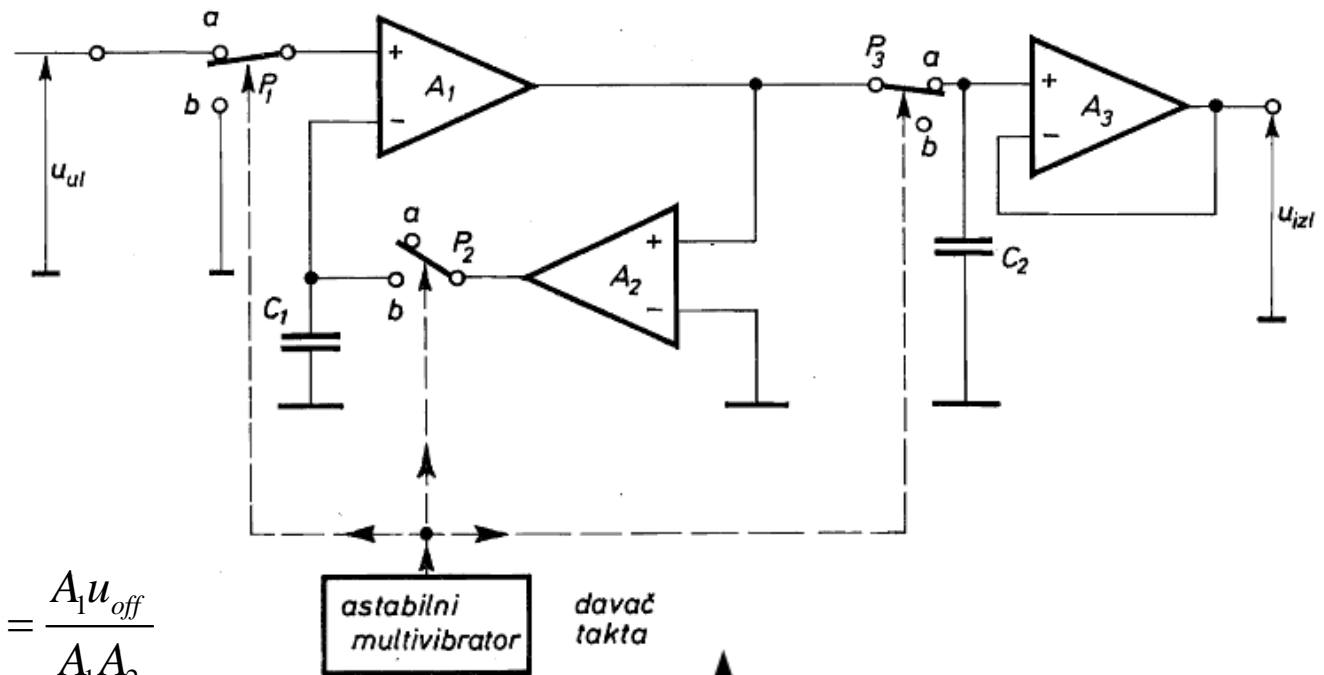 a
P₁
b
u_ul
+
A₁
−
P₃
a
b
+
A₃
−
u_izl
a
P₂
b
C₁
+
A₂
−
C₂
= A₁u_off / A₁A₂
astabilni
multivibrator
davač
takta